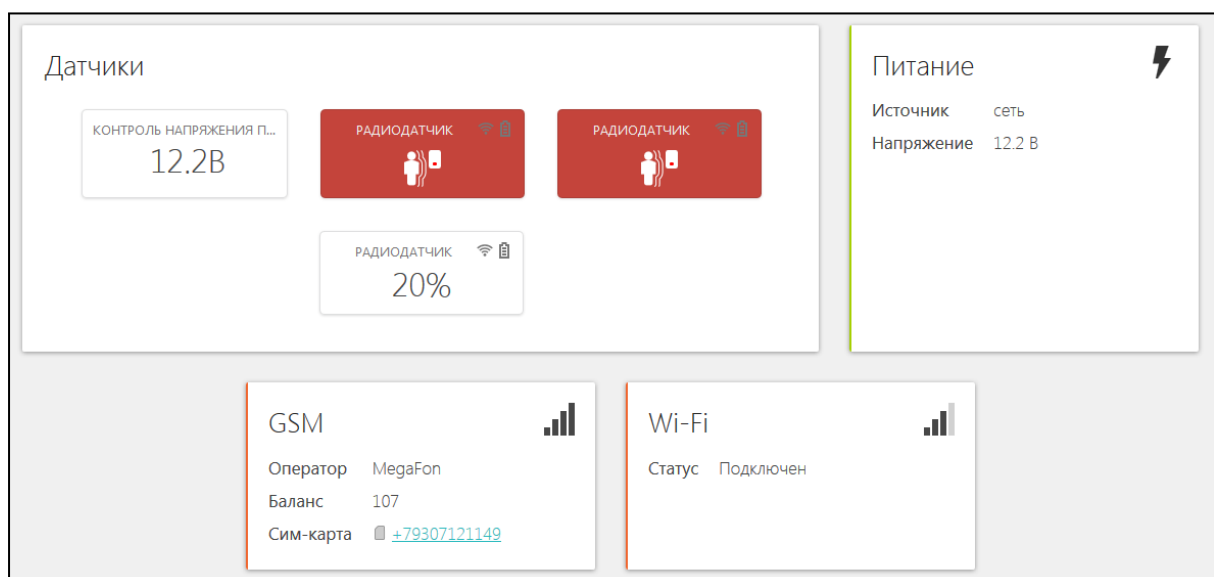 Датчики
КОНТРОЛЬ НАПРЯЖЕНИЯ П...
12.2В
РАДИОДАТЧИК
РАДИОДАТЧИК
РАДИОДАТЧИК
20%
Питание
Источник сеть
Напряжение 12.2 В
GSM
Оператор MegaFon
Баланс 107
Сим-карта +79307121149
Wi-Fi
Статус Подключен